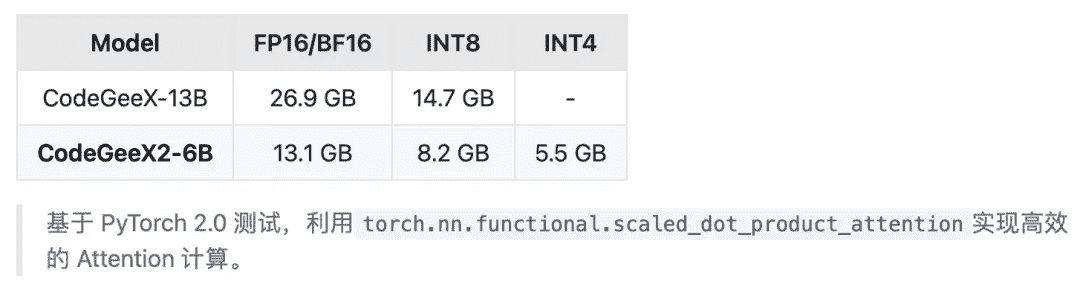 Model FP16/BF16 INT8 INT4
CodeGeeX-13B 26.9 GB 14.7 GB -
CodeGeeX2-6B 13.1 GB 8.2 GB 5.5 GB
基于 PyTorch 2.0 测试，利用 torch.nn.functional.scaled_dot_product_attention 实现高效
的 Attention 计算。